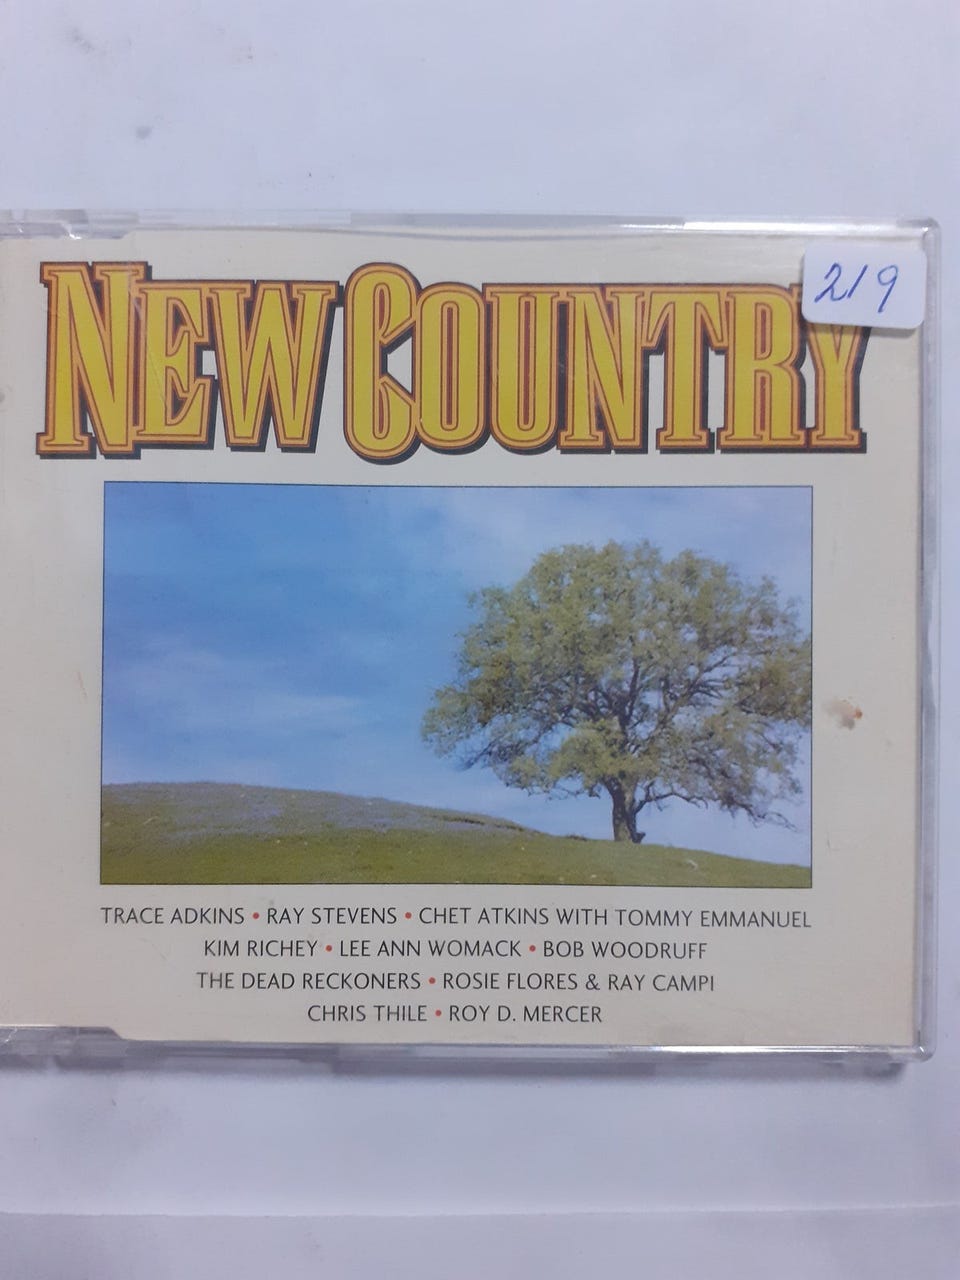 NEW COUNTRY
219
TRACE ADKINS • RAY STEVENS • CHET ATKINS WITH TOMMY EMMANUEL
KIM RICHEY • LEE ANN WOMACK • BOB WOODRUFF
THE DEAD RECKONERS • ROSIE FLORES & RAY CAMPI
CHRIS THILE • ROY D. MERCER